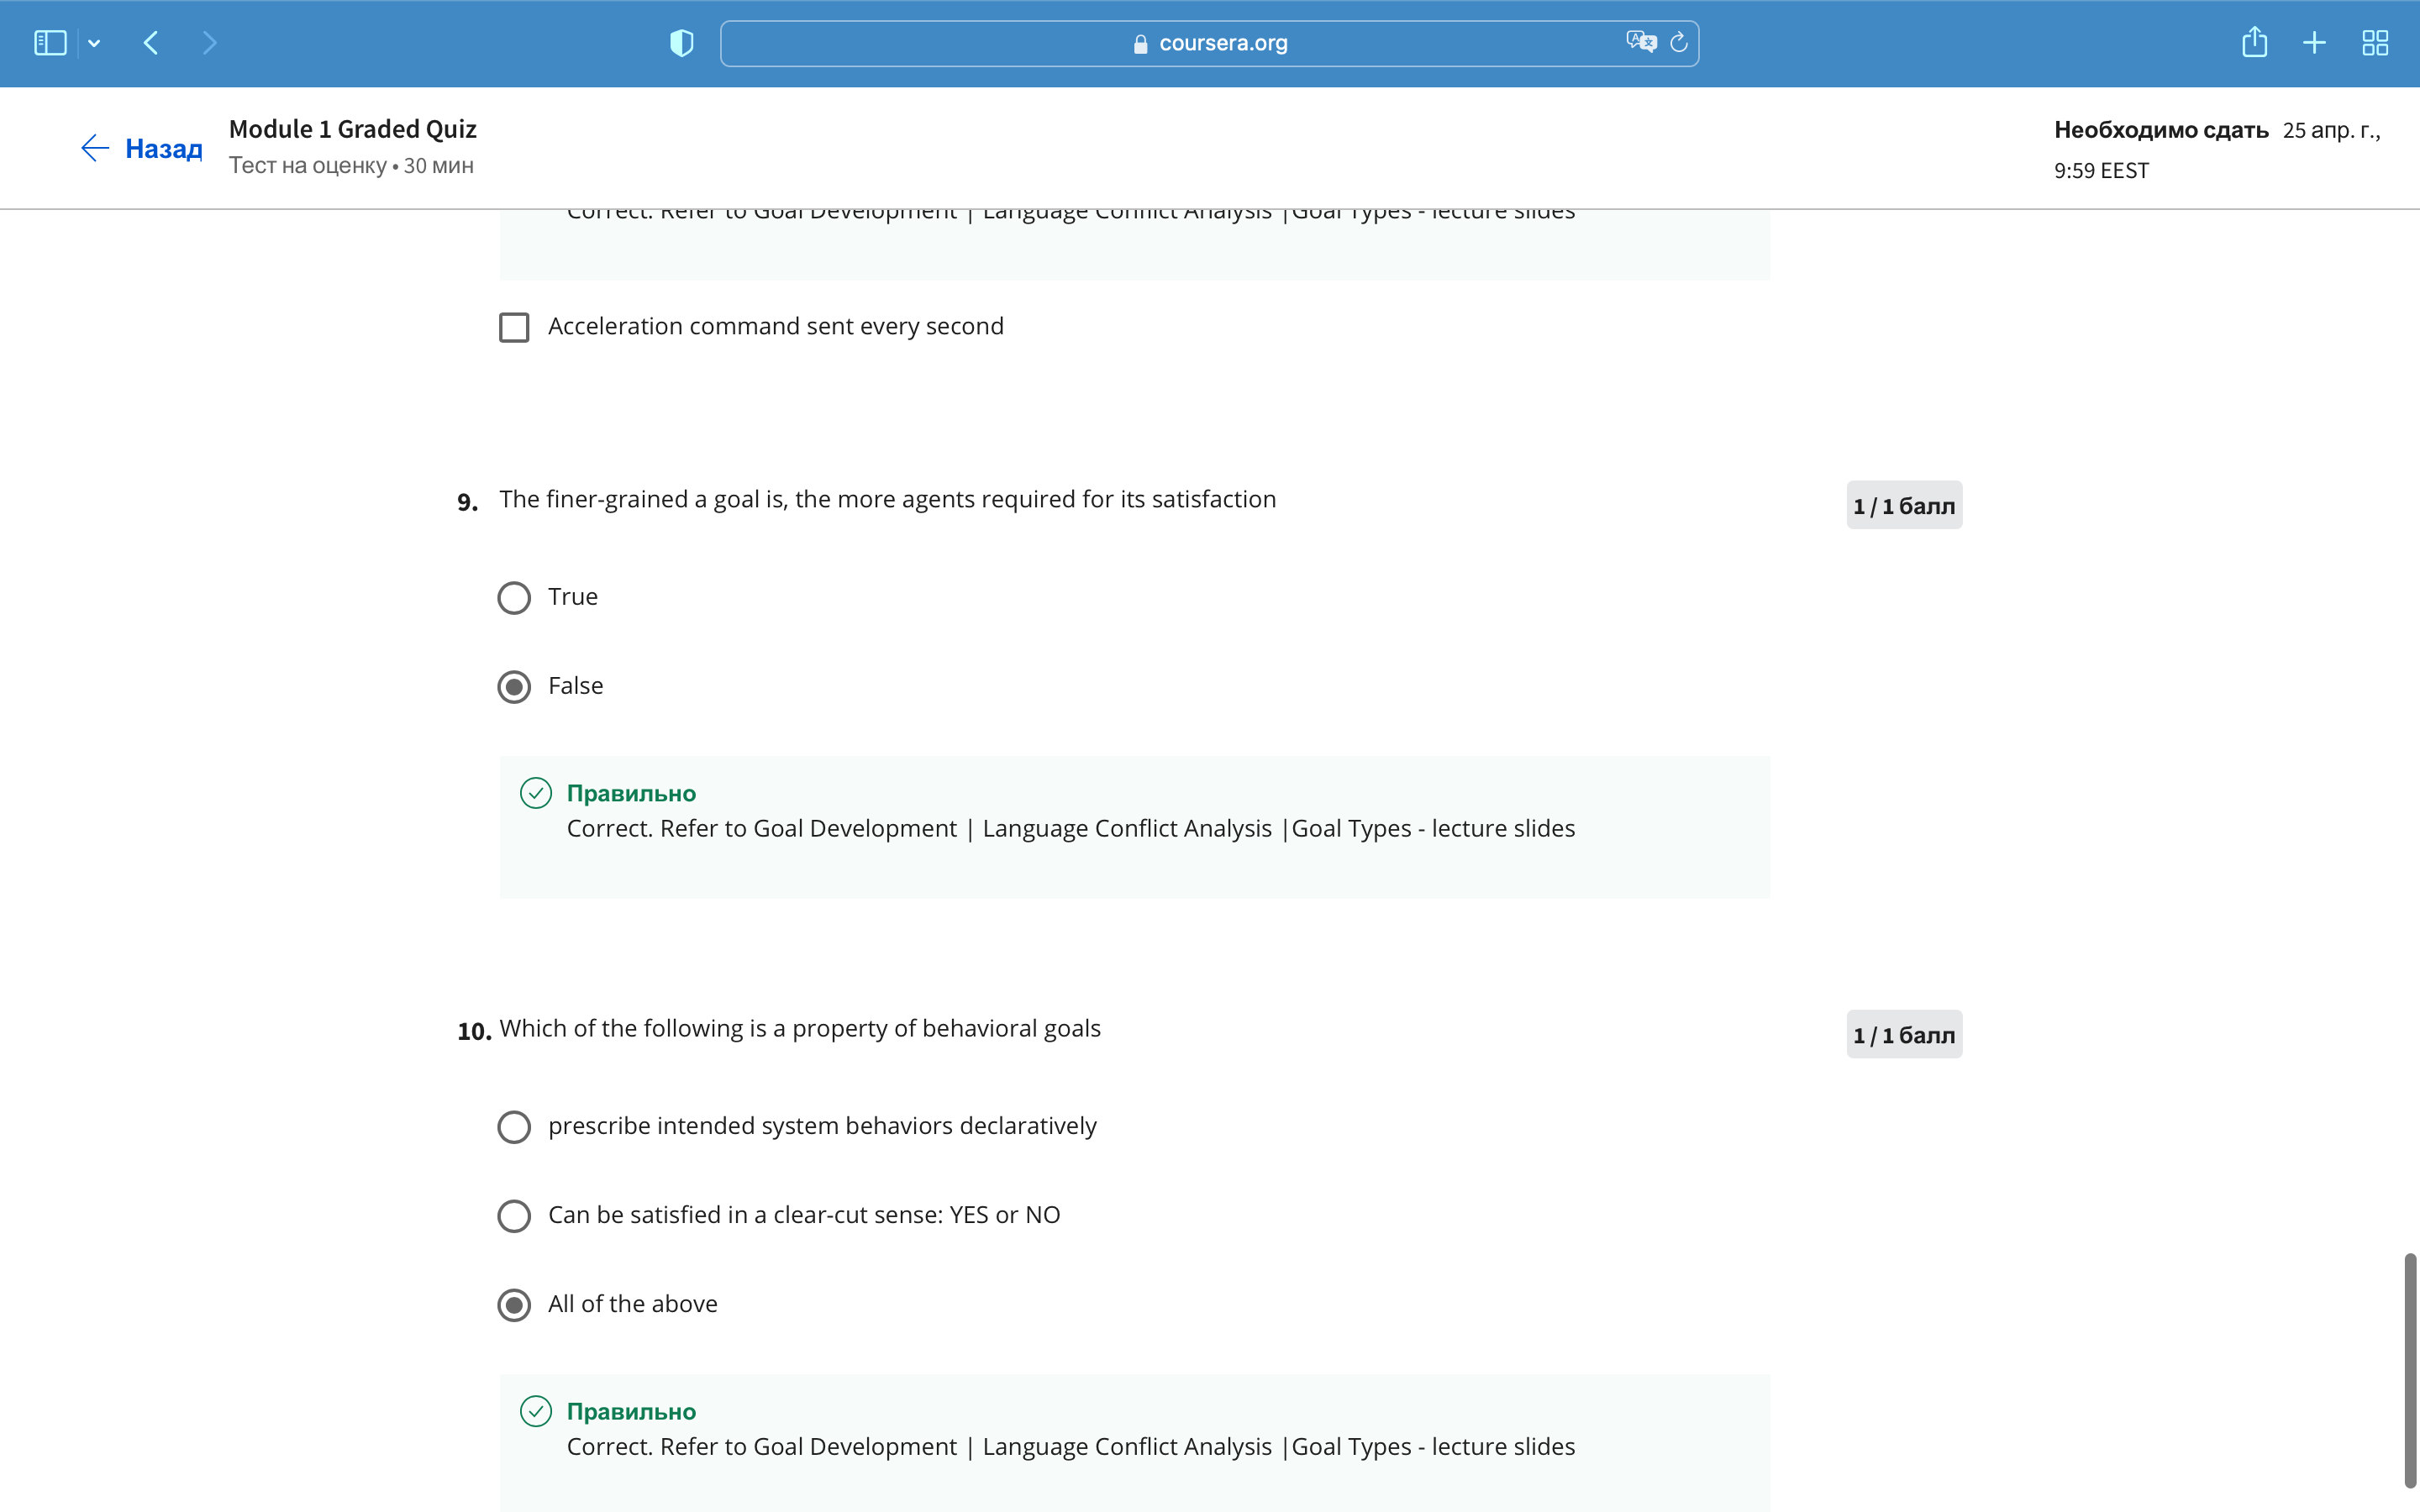 coursera.org
Назад
Module 1 Graded Quiz
Тест на оценку • 30 мин
Необходимо сдать 25 апр. г.,
9:59 EEST
Correct. Refer to Goal Development | Language Conflict Analysis |Goal Types - lecture slides
Acceleration command sent every second
9. The finer-grained a goal is, the more agents required for its satisfaction
1 / 1 балл
True
False
Правильно
Correct. Refer to Goal Development | Language Conflict Analysis |Goal Types - lecture slides
10. Which of the following is a property of behavioral goals
1 / 1 балл
prescribe intended system behaviors declaratively
Can be satisfied in a clear-cut sense: YES or NO
All of the above
Правильно
Correct. Refer to Goal Development | Language Conflict Analysis |Goal Types - lecture slides